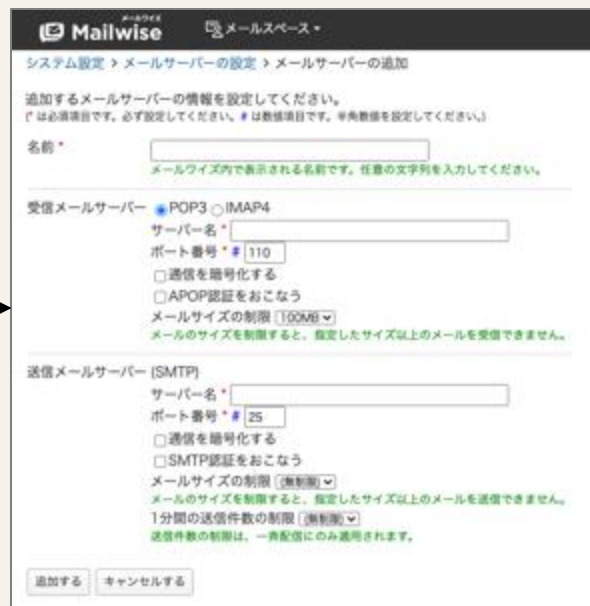 メールワイズ
Mailwise
メールスペース
システム設定 > メールサーバーの設定 > メールサーバーの追加
追加するメールサーバーの情報を設定してください。
(* は必須項目です。必ず設定してください。# は数値項目です。半角数値を設定してください。)
名前 *
メールワイズ内で表示される名前です。任意の文字列を入力してください。
受信メールサーバー POP3 IMAP4
サーバー名 *
ポート番号 * # 110
通信を暗号化する
APOP認証をおこなう
メールサイズの制限 100MB
メールのサイズを制限すると、指定したサイズ以上のメールを受信できません。
送信メールサーバー (SMTP)
サーバー名 *
ポート番号 * # 25
通信を暗号化する
SMTP認証をおこなう
メールサイズの制限 (無制限)
メールのサイズを制限すると、指定したサイズ以上のメールを送信できません。
1分間の送信件数の制限 (無制限)
送信件数の制限は、一斉配信にのみ適用されます。
追加する キャンセルする